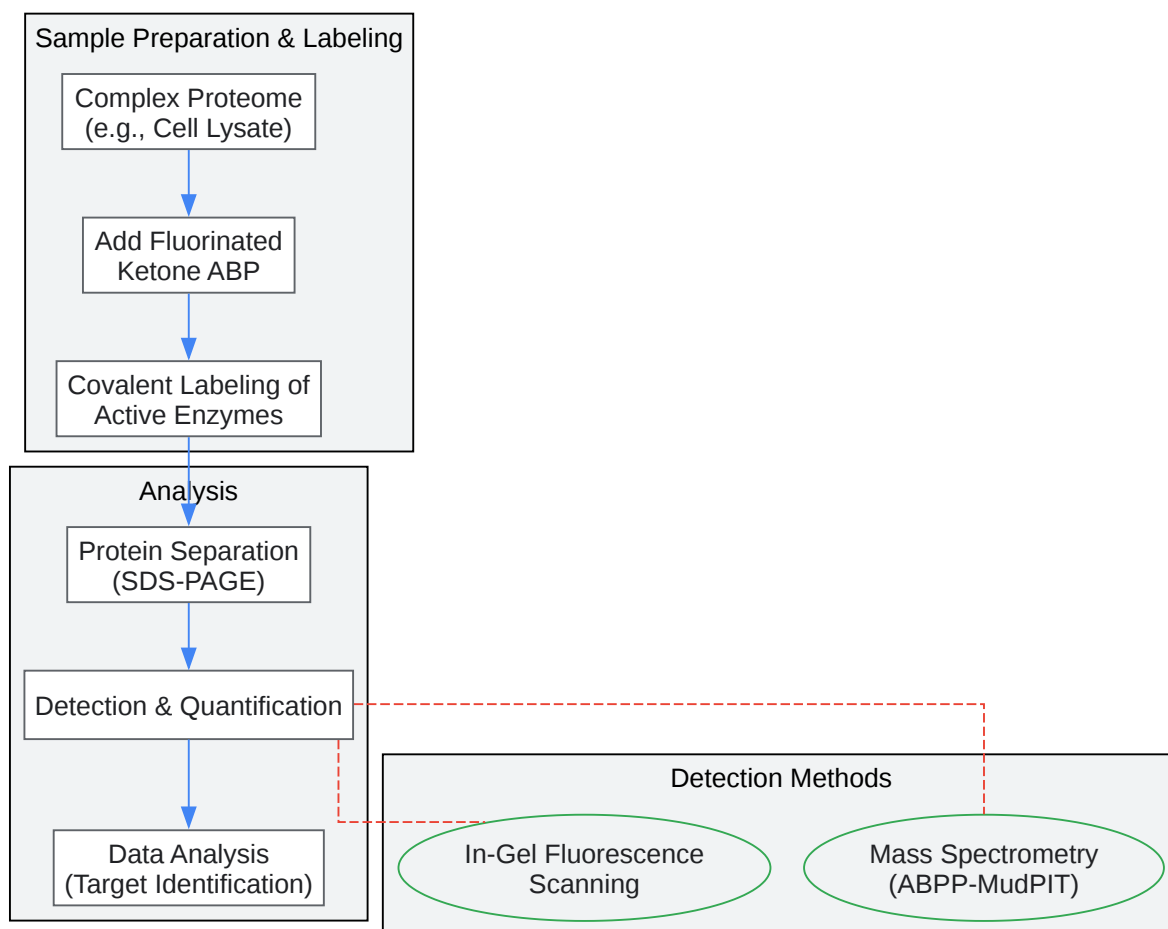 Sample Preparation & Labeling
Complex Proteome
(e.g., Cell Lysate)
Add Fluorinated
Ketone ABP
Covalent Labeling of
Active Enzymes
Analysis
Protein Separation
(SDS-PAGE)
Detection & Quantification
Data Analysis
(Target Identification)
Detection Methods
In-Gel Fluorescence
Scanning
Mass Spectrometry
(ABPP-MudPIT)